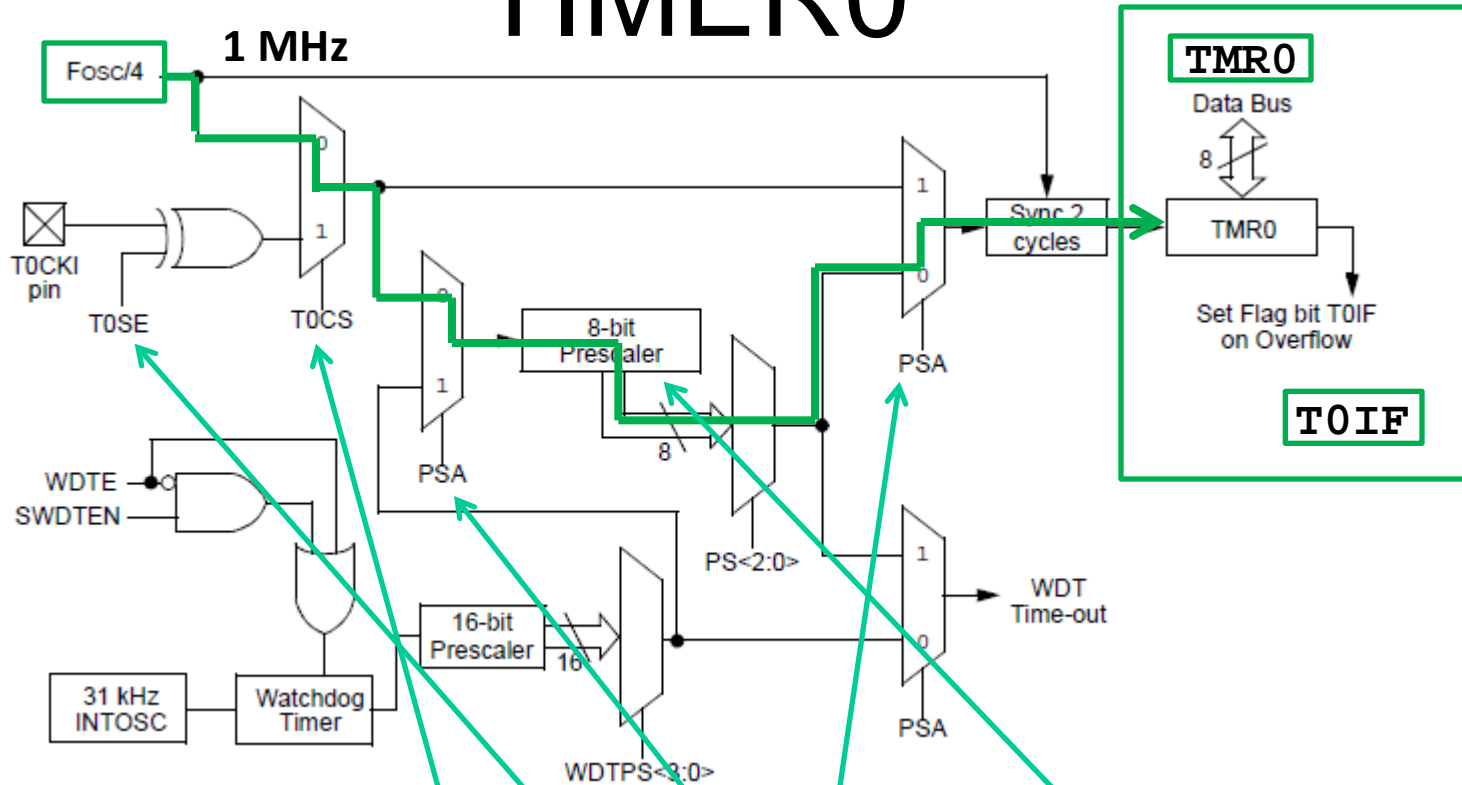 TIMER0
1 MHz
Fosc/4
TMR0
Data Bus
8
0
1
1
0
Sync 2
cycles
TMR0
T0CKI
pin
T0SE
T0CS
0
1
8-bit
Prescaler
8
PSA
PSA
Set Flag bit T0IF
on Overflow
T0IF
WDTE
SWDTEN
PS<2:0>
1
0
WDT
Time-out
16-bit
Prescaler
16
31 kHz
INTOSC
Watchdog
Timer
PSA
WDTPS<3:0>